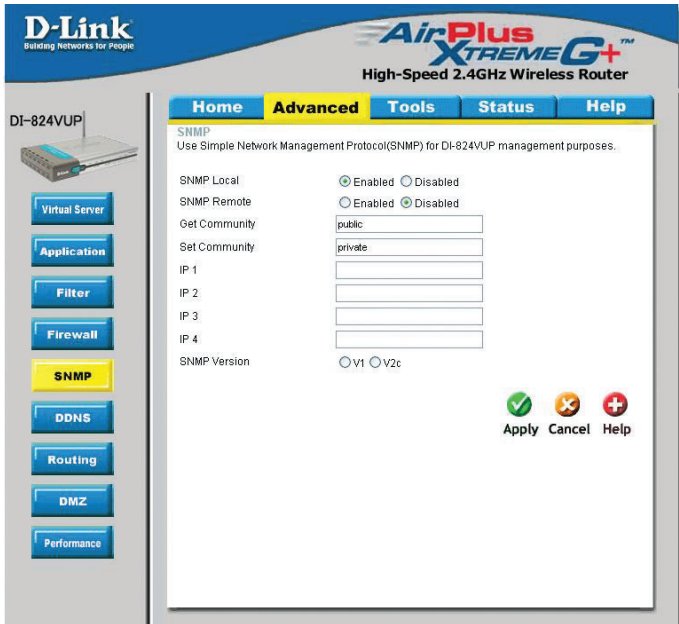 D-Link
Building Networks for People
AirPlus
XTREME G+™
High-Speed 2.4GHz Wireless Router
DI-824VUP
Home Advanced Tools Status Help
SNMP
Use Simple Network Management Protocol(SNMP) for DI-824VUP management purposes.
SNMP Local Enabled Disabled
SNMP Remote Enabled Disabled
Get Community public
Set Community private
IP 1
IP 2
IP 3
IP 4
SNMP Version V1 V2c
Apply Cancel Help
Virtual Server
Application
Filter
Firewall
SNMP
DDNS
Routing
DMZ
Performance